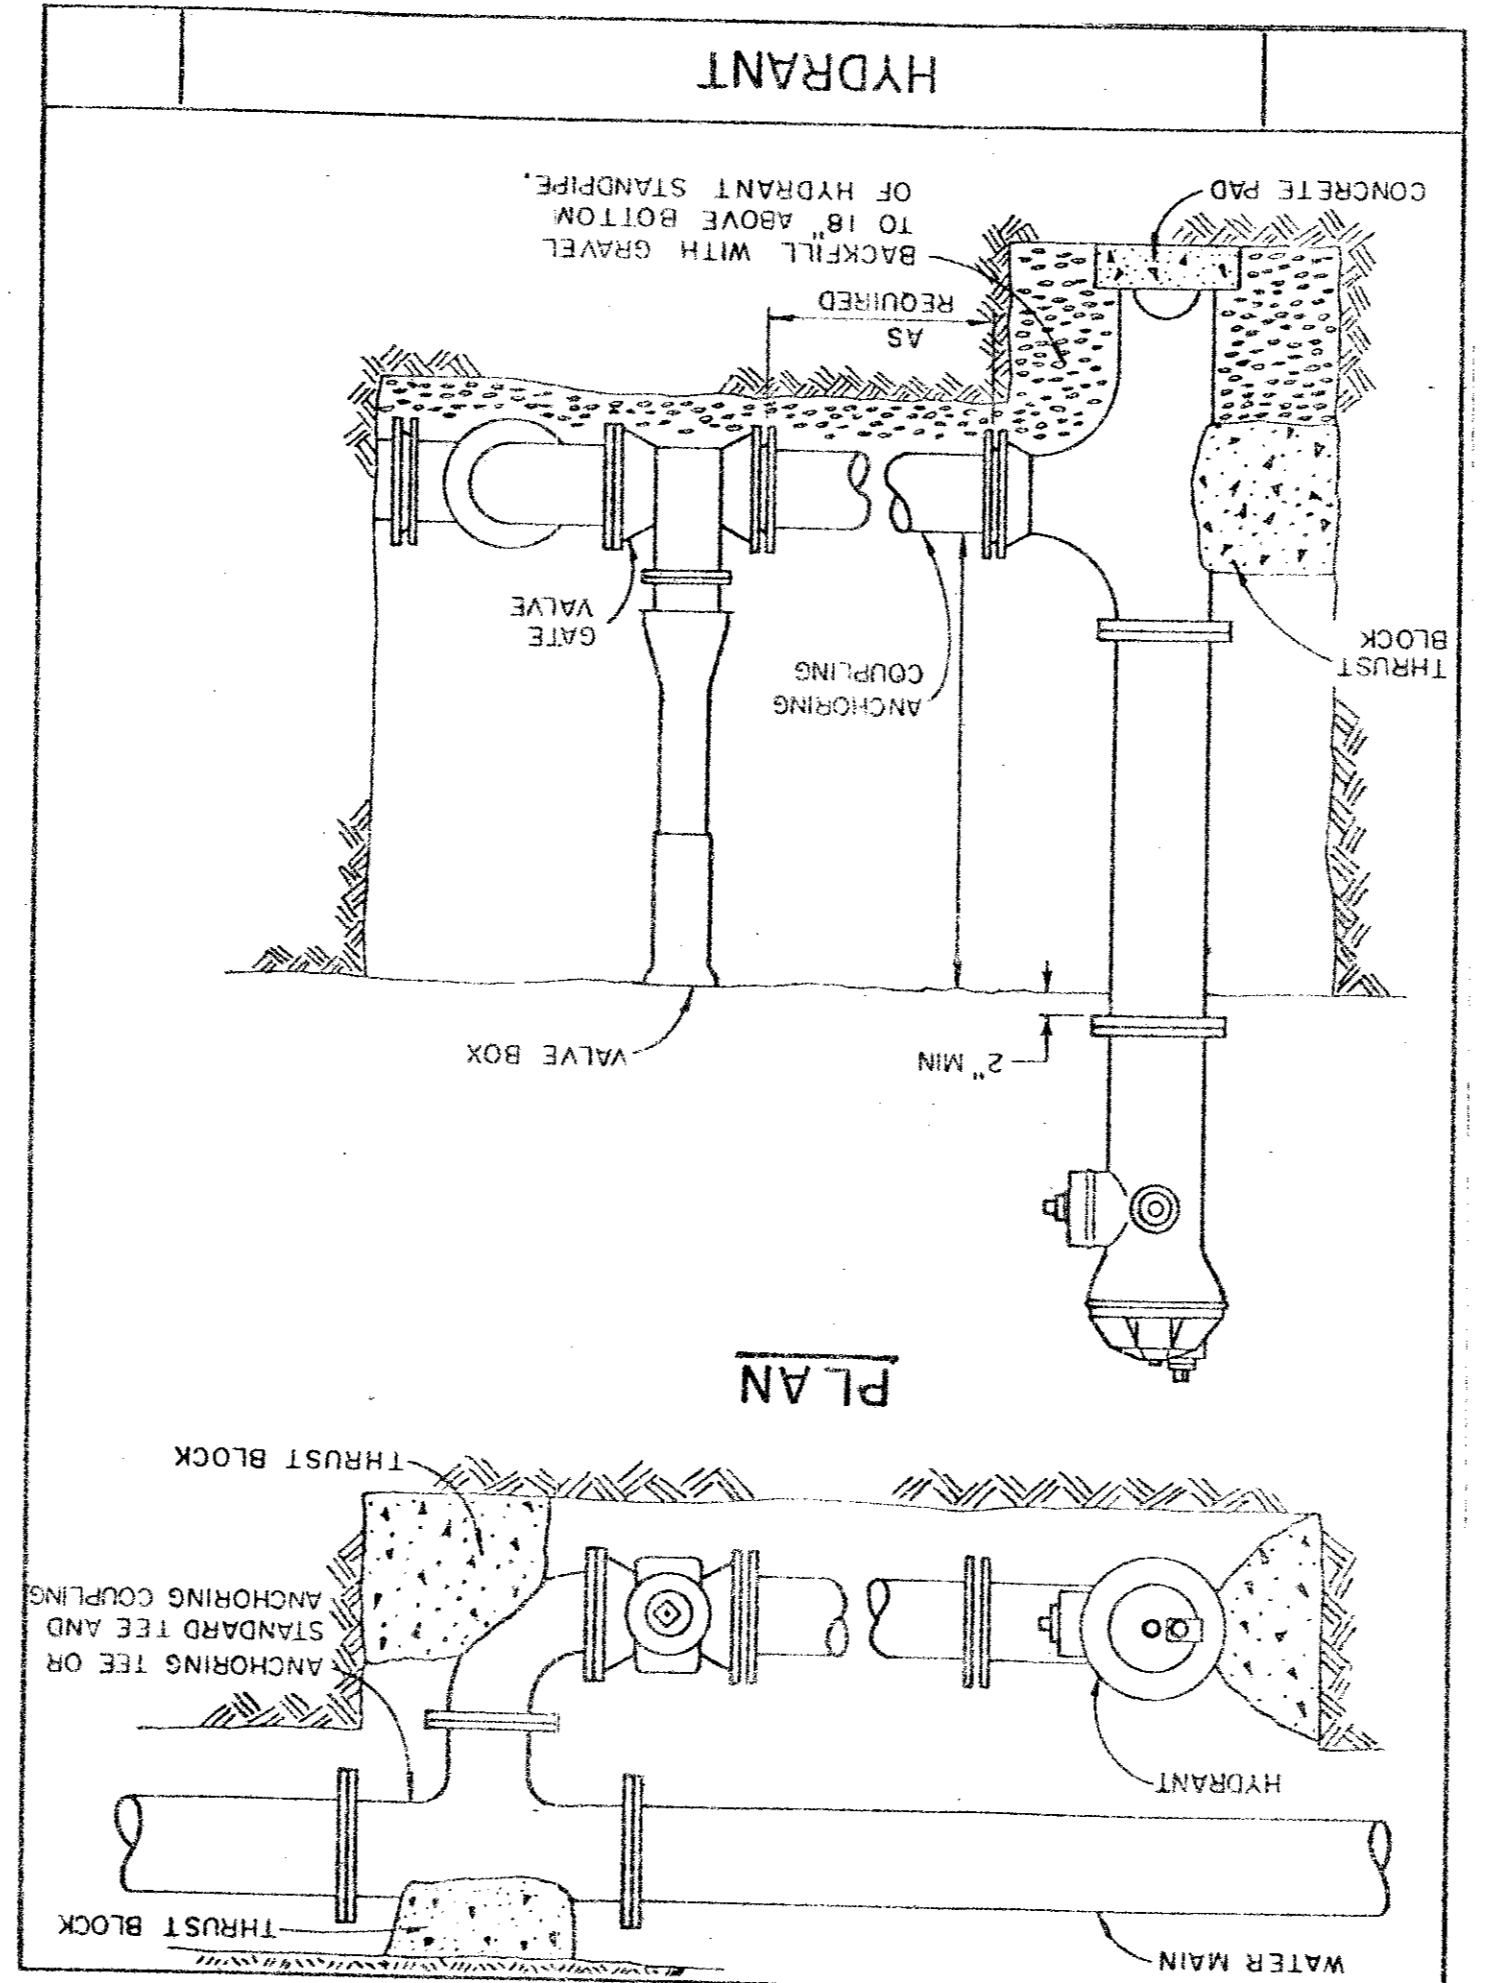 WATER MAIN
THRUST BLOCK
HYDRANT
ANCHORING TEE OR
STANDARD TEE AND
ANCHORING COUPLING
THRUST BLOCK
PLAN
2" MIN
VALVE BOX
THRUST
BLOCK
ANCHORING
COUPLING
GATE
VALVE
AS
REQUIRED
BACKFILL WITH GRAVEL
TO 18" ABOVE BOTTOM
OF HYDRANT STANDPIPE.
CONCRETE PAD
HYDRANT